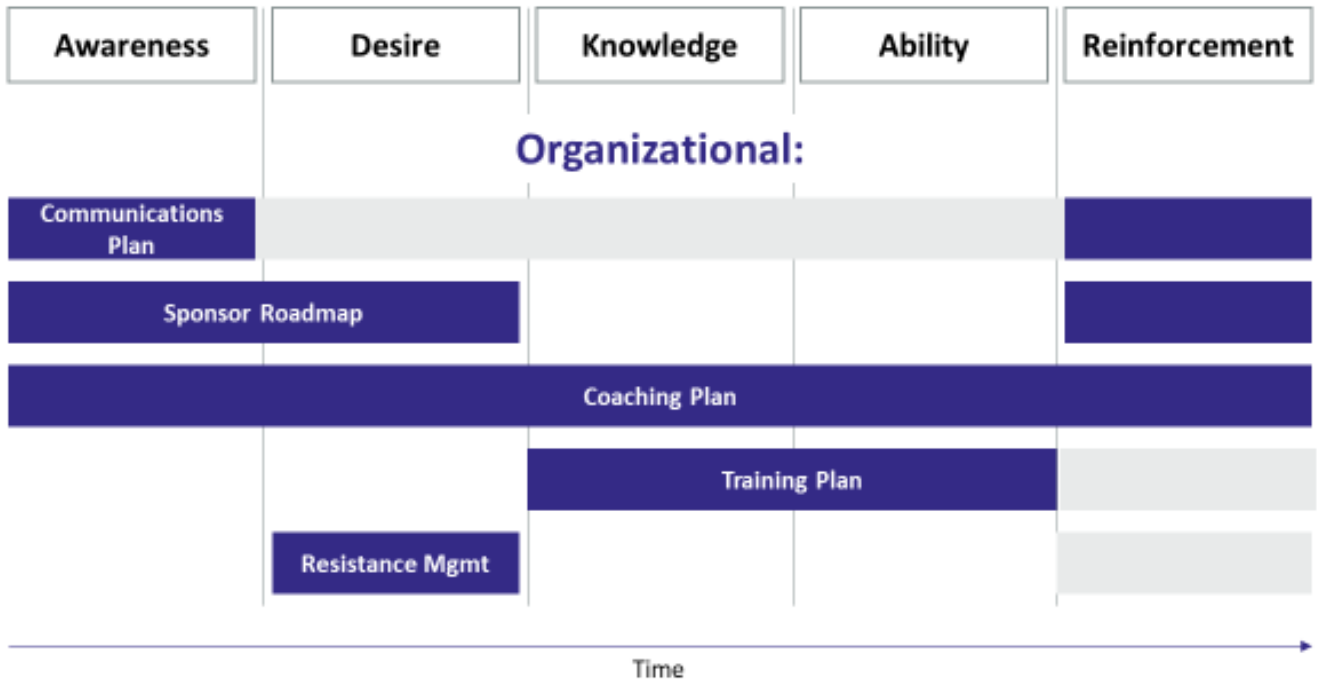 Awareness
Desire
Knowledge
Ability
Reinforcement
Organizational:
Communications
Plan
Sponsor Roadmap
Coaching Plan
Training Plan
Resistance Mgmt
Time